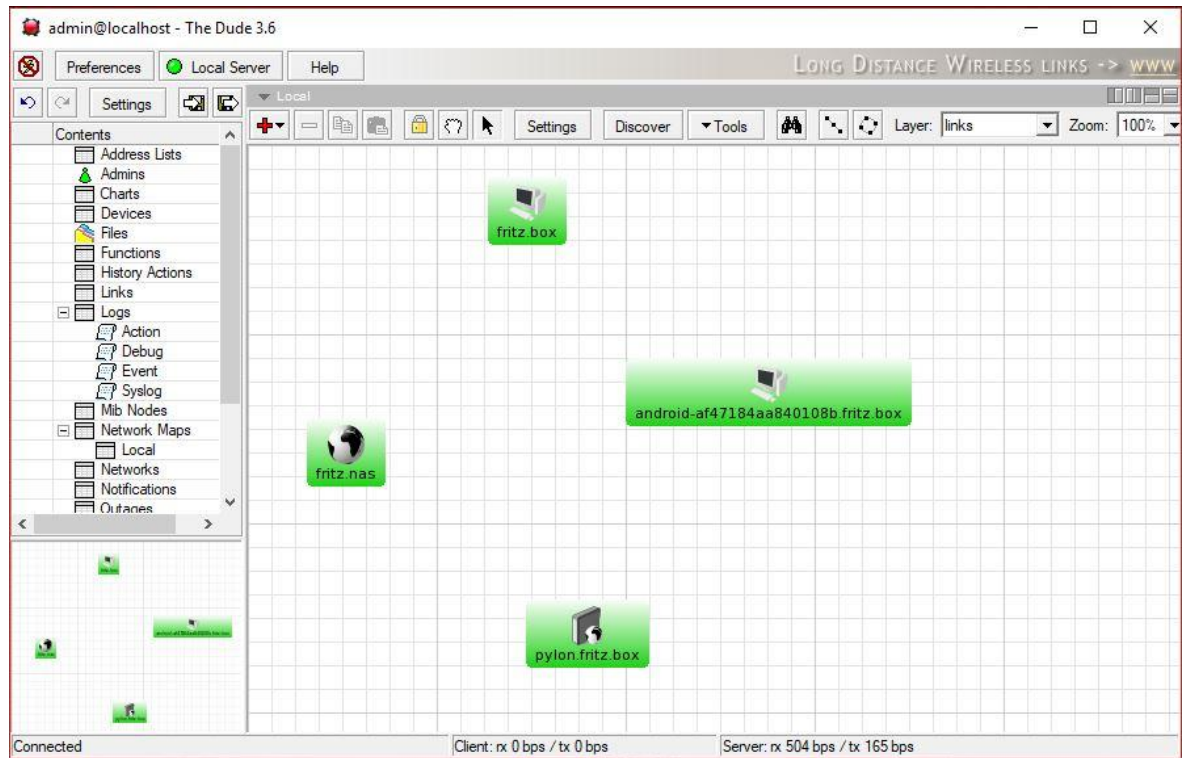 admin@localhost - The Dude 3.6
Preferences
Local Server
Help
LONG DISTANCE WIRELESS LINKS -> WWW
Settings
Local
Settings
Discover
Tools
Layer: links
Zoom: 100%
Contents
Address Lists
Admins
Charts
Devices
Files
Functions
History Actions
Links
Logs
Action
Debug
Event
Syslog
Mib Nodes
Network Maps
Local
Networks
Notifications
Outages
fritz.box
android-af47184aa840108b.fritz.box
fritz.nas
pylon.fritz.box
Connected
Client: rx 0 bps / tx 0 bps
Server: rx 504 bps / tx 165 bps